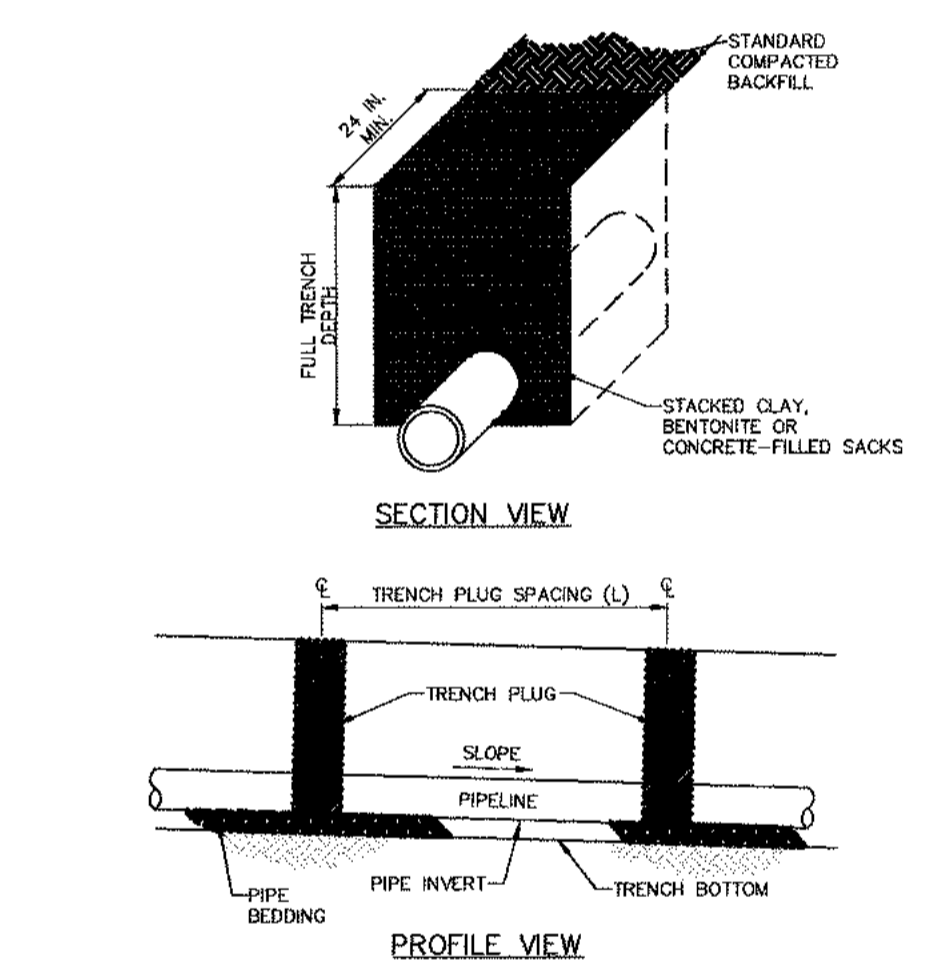 STANDARD
COMPACTED
BACKFILL
24 IN.
MIN.
FULL TRENCH
DEPTH
STACKED CLAY,
BENTONITE OR
CONCRETE-FILLED SACKS
SECTION VIEW
℄
TRENCH PLUG SPACING (L)
℄
TRENCH PLUG
SLOPE
PIPELINE
PIPE INVERT
TRENCH BOTTOM
PIPE
BEDDING
PROFILE VIEW